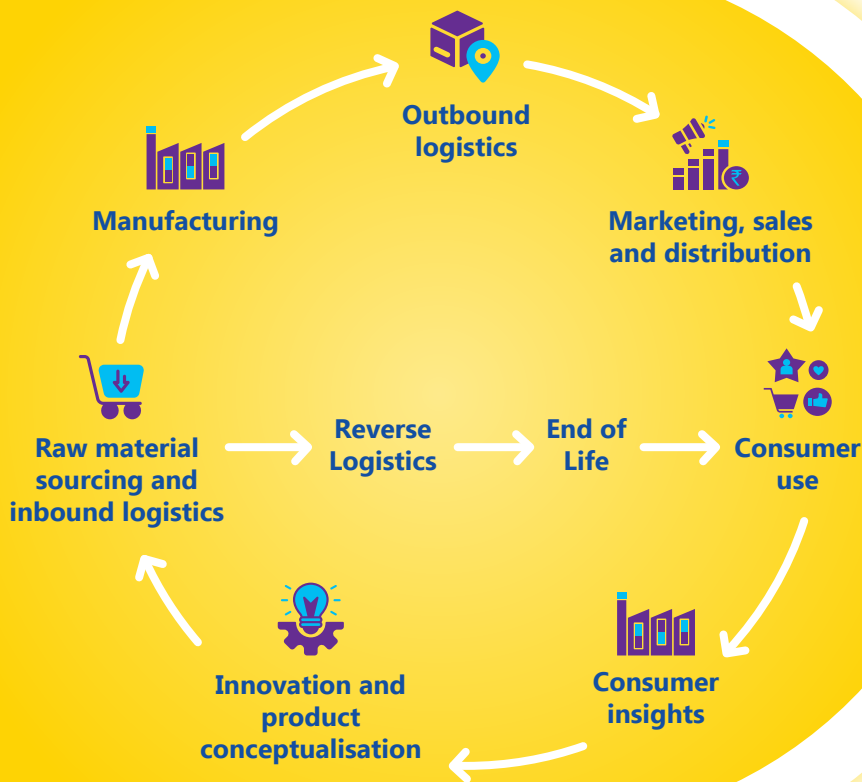 Outbound
logistics
Manufacturing
Marketing, sales
and distribution
₹
Raw material
sourcing and
inbound logistics
Reverse
Logistics
End of
Life
Consumer
use
Innovation and
product
conceptualisation
Consumer
insights